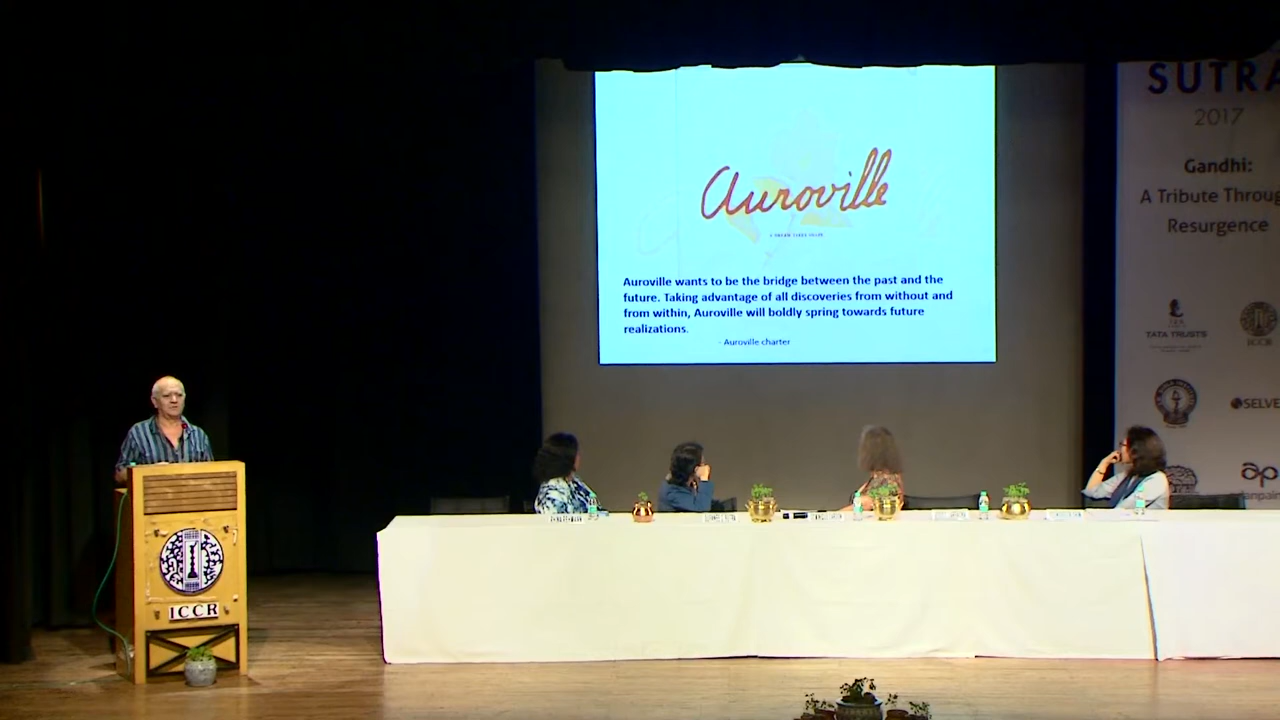 Auroville
Auroville wants to be the bridge between the past and the
future. Taking advantage of all discoveries from without and
from within, Auroville will boldly spring towards future
realizations.
- Auroville charter
SUTRA
2017
Gandhi:
A Tribute Throug
Resurgence
TATA TRUSTS
ICCR
SELVE
ap
anpain
ICCR